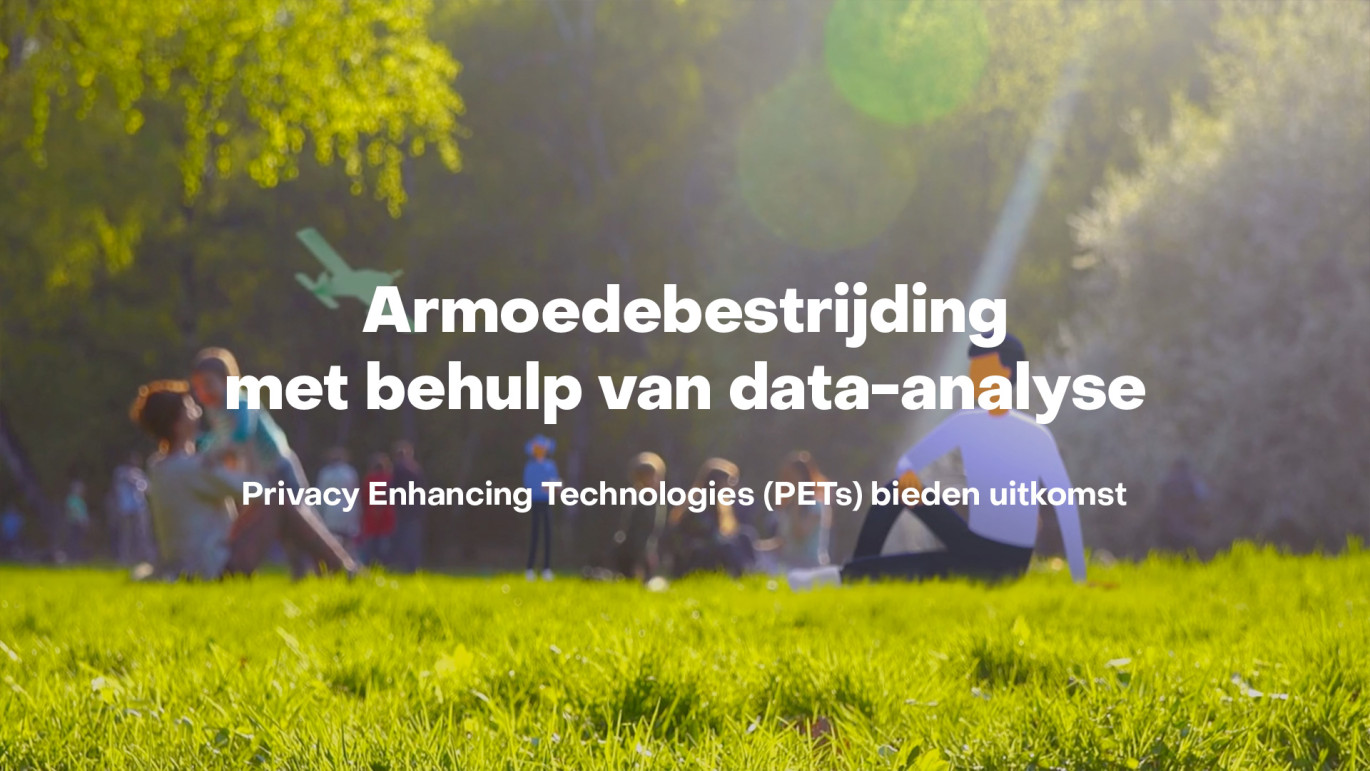 Armoedebestrijding
met behulp van data-analyse
Privacy Enhancing Technologies (PETs) bieden uitkomst